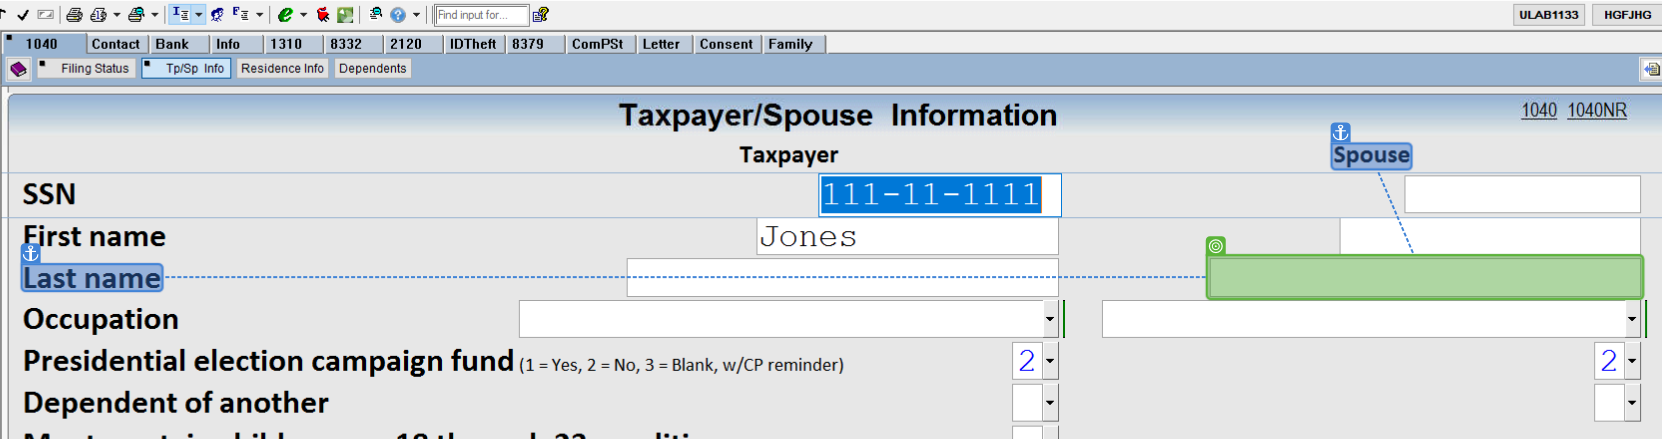 Find input for...
ULAB1133 HGFJHG
1040 Contact Bank Info 1310 8332 2120 IDTheft 8379 ComPSt Letter Consent Family
Filing Status Tp/Sp Info Residence Info Dependents
Taxpayer/Spouse Information
1040 1040NR
Taxpayer Spouse
SSN 111-11-1111
First name Jones
Last name
Occupation
Presidential election campaign fund (1 = Yes, 2 = No, 3 = Blank, w/CP reminder) 2 2
Dependent of another